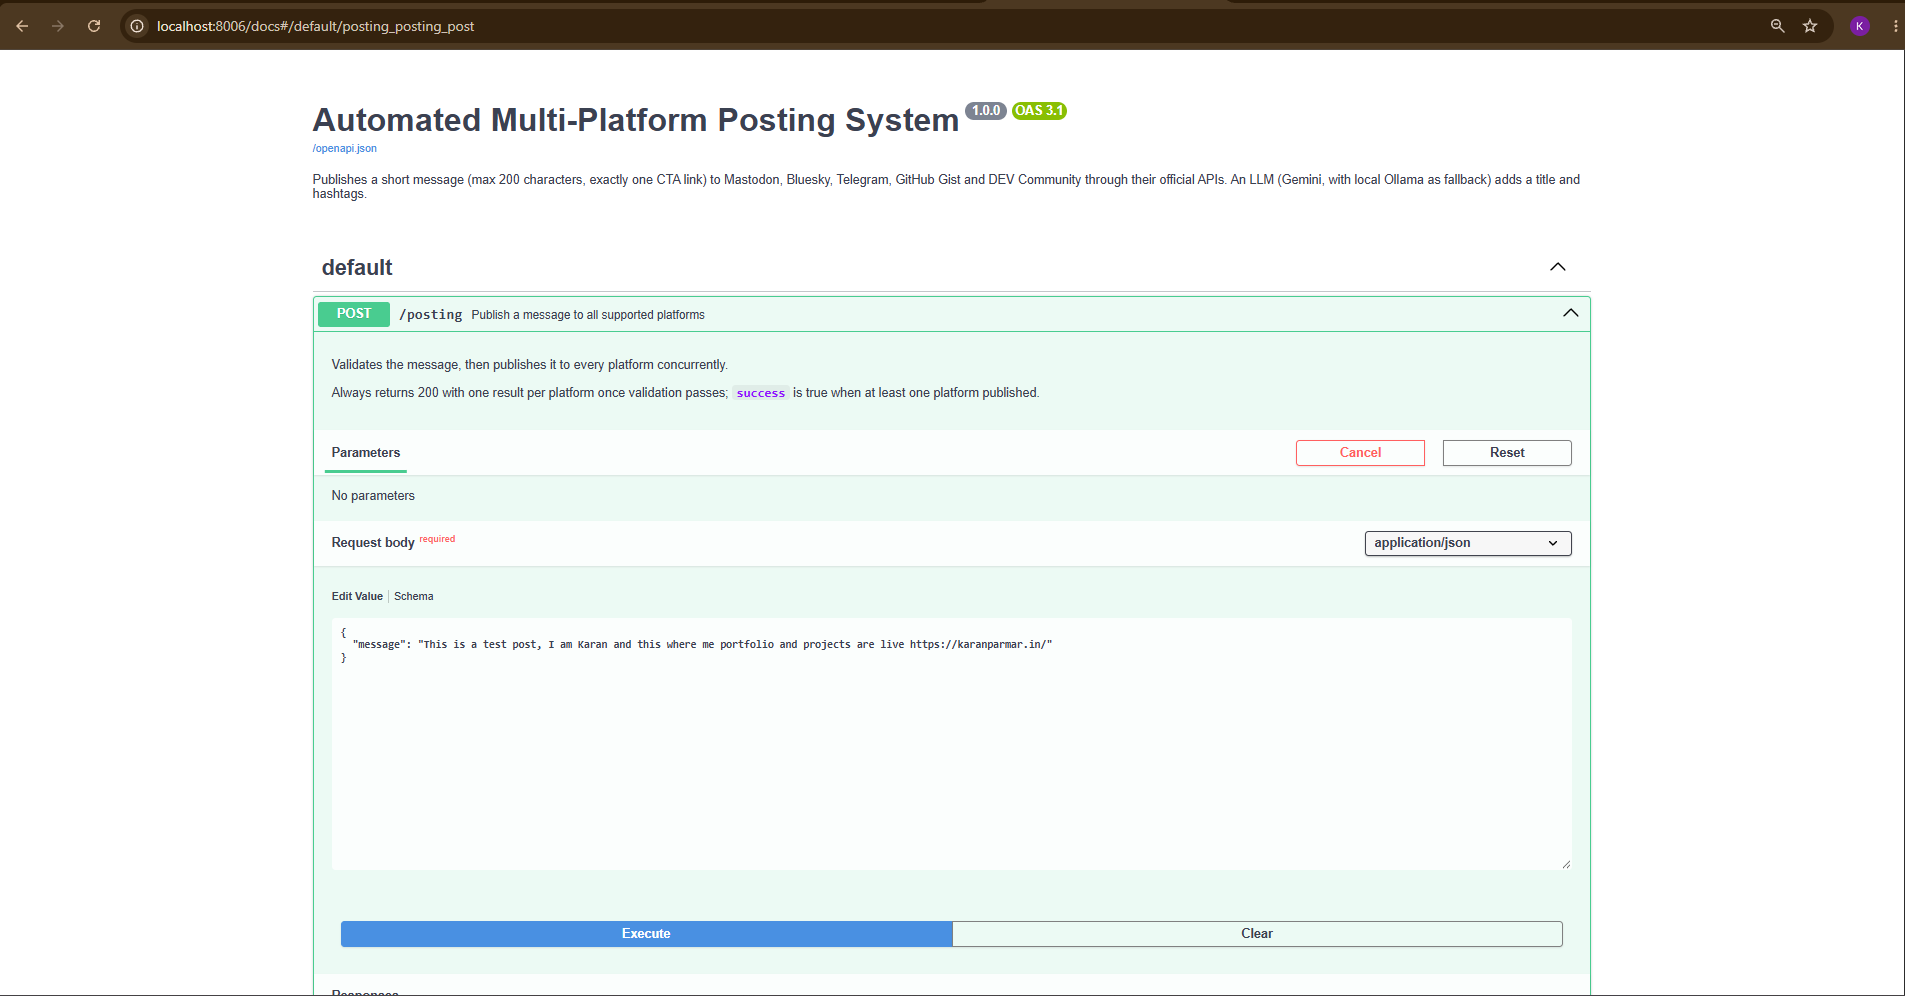 localhost:8006/docs#/default/posting_posting_post
K
Automated Multi-Platform Posting System 1.0.0 OAS 3.1
/openapi.json
Publishes a short message (max 200 characters, exactly one CTA link) to Mastodon, Bluesky, Telegram, GitHub Gist and DEV Community through their official APIs. An LLM (Gemini, with local Ollama as fallback) adds a title and
hashtags.
default
POST /posting Publish a message to all supported platforms
Validates the message, then publishes it to every platform concurrently.
Always returns 200 with one result per platform once validation passes; success is true when at least one platform published.
Parameters Cancel Reset
No parameters
Request body required application/json
Edit Value Schema
{
"message": "This is a test post, I am Karan and this where me portfolio and projects are live https://karanparmar.in/"
}
Execute Clear
Responses